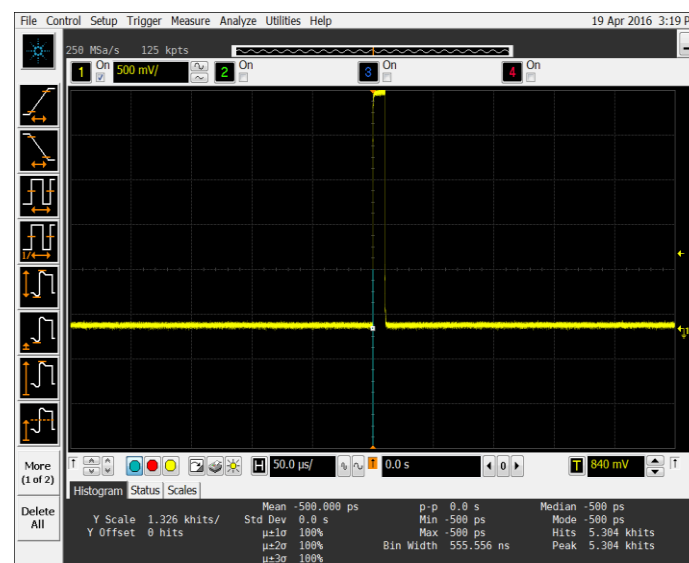 File Control Setup Trigger Measure Analyze Utilities Help 19 Apr 2016 3:19 P
250 MSa/s 125 kpts
1 On 500 mV/ 2 On 3 On 4 On
1/
1
More
(1 of 2)
Delete
All
H 50.0 µs/ 0.0 s 0 T 840 mV
Histogram Status Scales
Mean -500.000 ps p-p 0.0 s Median -500 ps
Y Scale 1.326 khits/ Std Dev 0.0 s Min -500 ps Mode -500 ps
Y Offset 0 hits µ±1σ 100% Max -500 ps Hits 5.304 khits
µ±2σ 100% Bin Width 555.556 ns Peak 5.304 khits
µ±3σ 100%